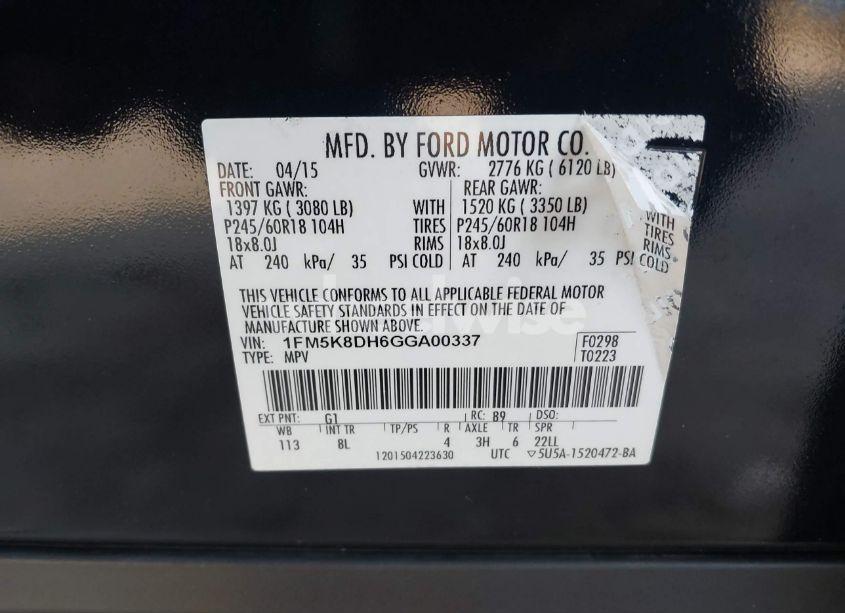 MFD. BY FORD MOTOR CO.
DATE: 04/15 GVWR: 2776 KG ( 6120 LB)
FRONT GAWR: REAR GAWR:
1397 KG ( 3080 LB) WITH 1520 KG ( 3350 LB) WITH
P245/60R18 104H TIRES P245/60R18 104H TIRES
18x8.0J RIMS 18x8.0J RIMS
AT 240 kPa/ 35 PSI COLD AT 240 kPa/ 35 PSI COLD
THIS VEHICLE CONFORMS TO ALL APPLICABLE FEDERAL MOTOR
VEHICLE SAFETY STANDARDS IN EFFECT ON THE DATE OF
MANUFACTURE SHOWN ABOVE.
VIN: 1FM5K8DH6GGA00337 F0298
TYPE: MPV T0223
EXT PNT: G1 RC: 89 DSO:
WB INT TR TP/PS R AXLE TR SPR
113 8L 4 3H 6 22LL
1201504223630 UTC ▽5U5A-1520472-BA